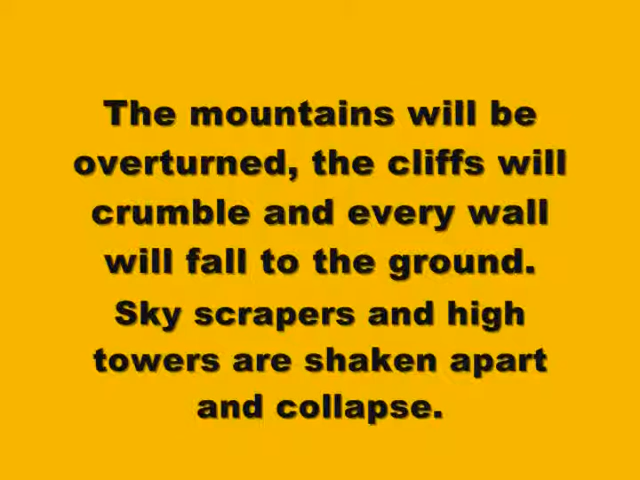 The mountains will be
overturned, the cliffs will
crumble and every wall
will fall to the ground.
Sky scrapers and high
towers are shaken apart
and collapse.